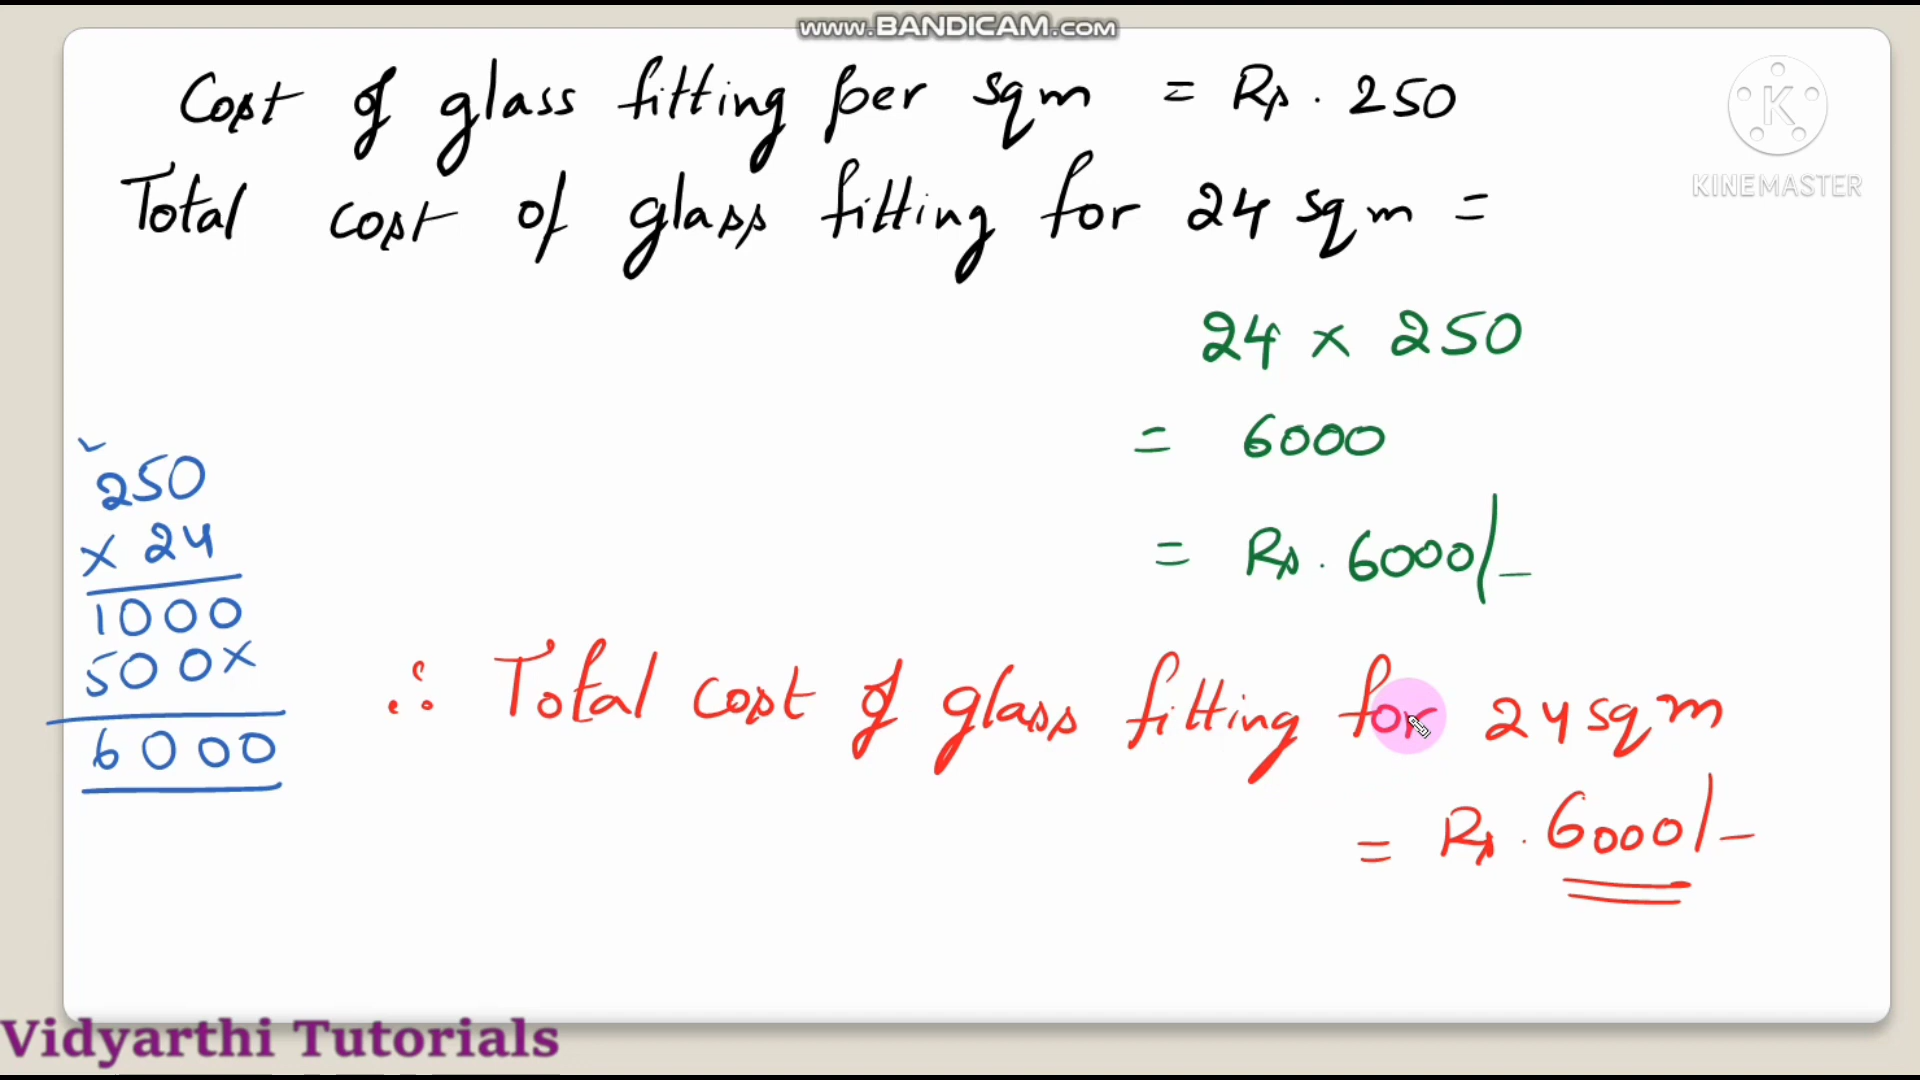 www.BANDICAM.com
Cost of glass fitting per sqm = Rs. 250
KINEMASTER
Total cost of glass fitting for 24 sqm =
24 × 250
= 6000
= Rs. 6000/-
2
250
× 24
1000
500×
6000
∴ Total cost of glass fitting for 24 sqm
= Rs. 6000/-
Vidyarthi Tutorials